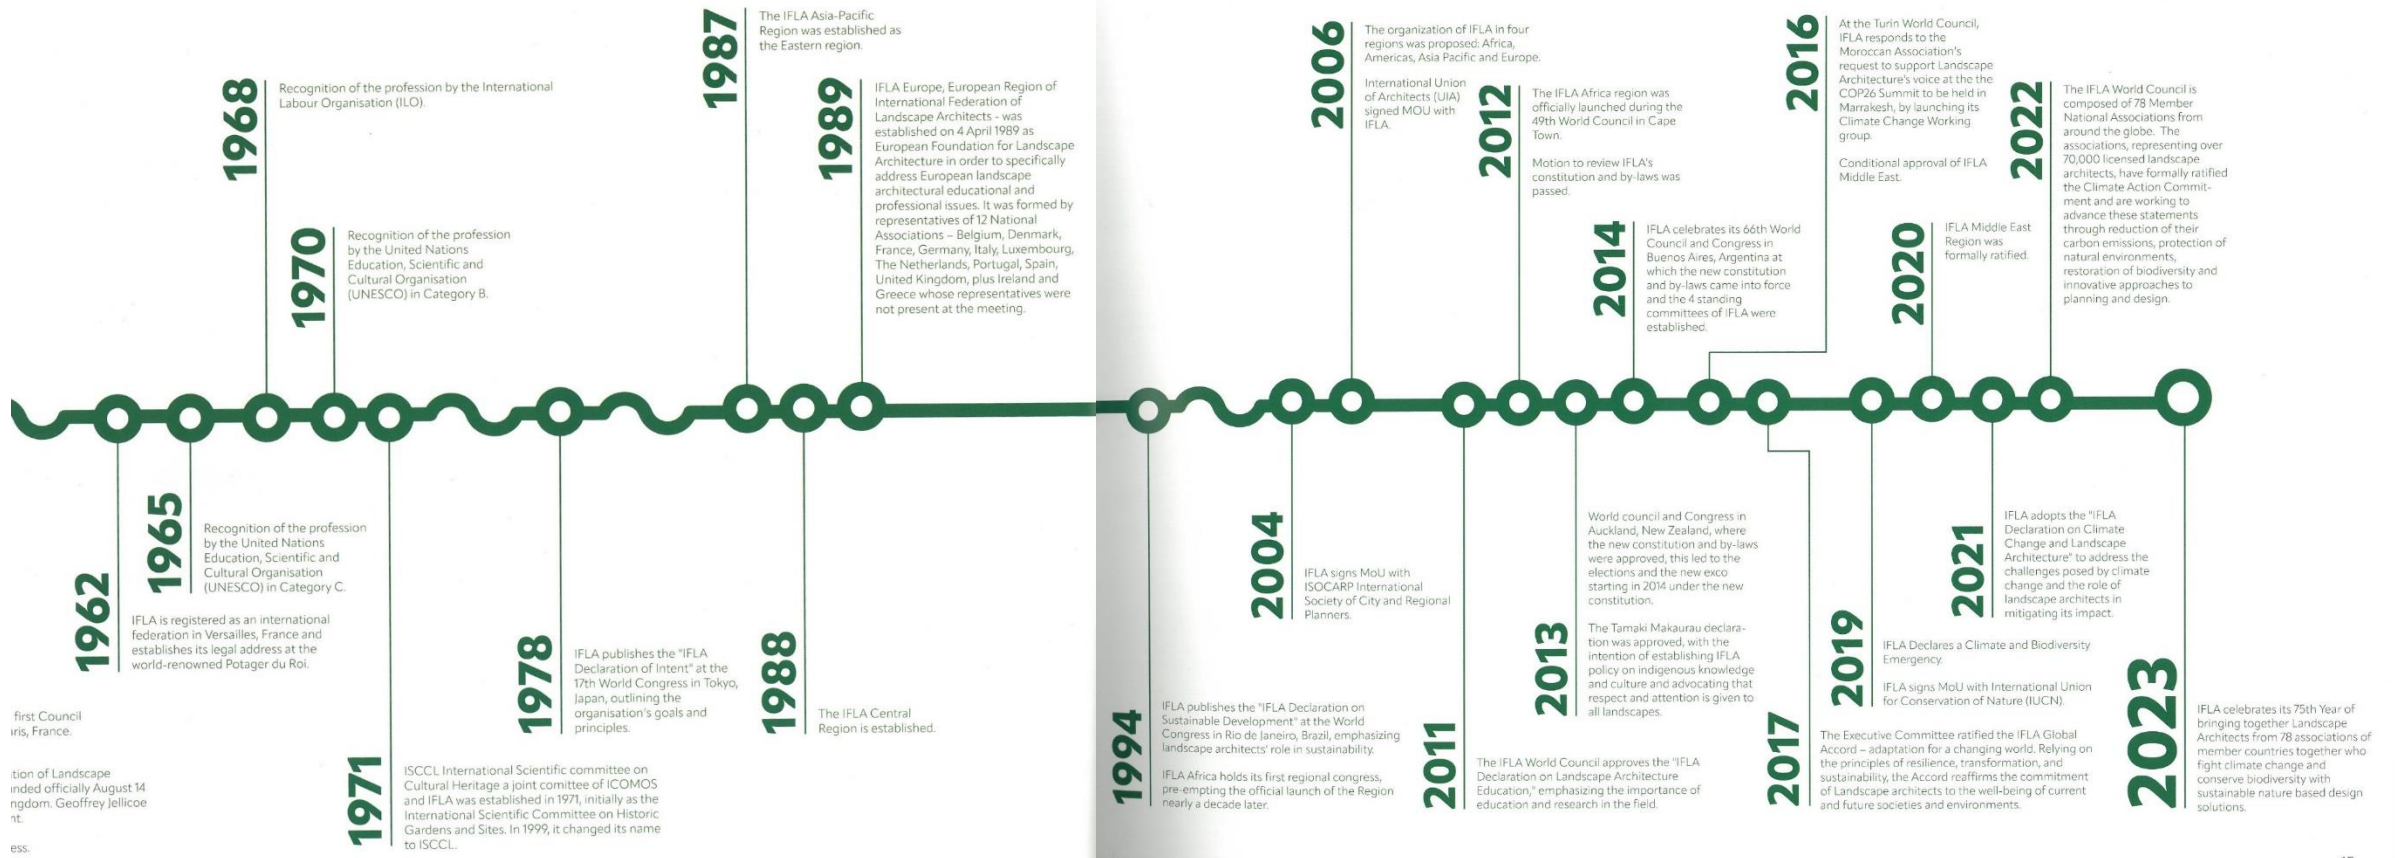 1968
Recognition of the profession by the International
Labour Organisation (ILO).
1970
Recognition of the profession
by the United Nations
Education, Scientific and
Cultural Organisation
(UNESCO) in Category B.
1987
The IFLA Asia-Pacific
Region was established as
the Eastern region.
1989
IFLA Europe, European Region of
International Federation of
Landscape Architects - was
established on 4 April 1989 as
European Foundation for Landscape
Architecture in order to specifically
address European landscape
architectural educational and
professional issues. It was formed by
representatives of 12 National
Associations – Belgium, Denmark,
France, Germany, Italy, Luxembourg,
The Netherlands, Portugal, Spain,
United Kingdom, plus Ireland and
Greece whose representatives were
not present at the meeting.
first Council
ris, France.
tion of Landscape
nded officially August 14
ngdom. Geoffrey Jellicoe
nt.
ess.
1962
IFLA is registered as an international
federation in Versailles, France and
establishes its legal address at the
world-renowned Potager du Roi.
1965
Recognition of the profession
by the United Nations
Education, Scientific and
Cultural Organisation
(UNESCO) in Category C.
1971
ISCCL International Scientific committee on
Cultural Heritage a joint comittee of ICOMOS
and IFLA was established in 1971, initially as the
International Scientific Committee on Historic
Gardens and Sites. In 1999, it changed its name
to ISCCL.
1978
IFLA publishes the "IFLA
Declaration of Intent" at the
17th World Congress in Tokyo,
Japan, outlining the
organisation's goals and
principles.
1988
The IFLA Central
Region is established.
2006
The organization of IFLA in four
regions was proposed: Africa,
Americas, Asia Pacific and Europe.
International Union
of Architects (UIA)
signed MOU with
IFLA.
2012
The IFLA Africa region was
officially launched during the
49th World Council in Cape
Town.
Motion to review IFLA's
constitution and by-laws was
passed.
2014
IFLA celebrates its 66th World
Council and Congress in
Buenos Aires, Argentina at
which the new constitution
and by-laws came into force
and the 4 standing
committees of IFLA were
established.
2016
At the Turin World Council,
IFLA responds to the
Moroccan Association's
request to support Landscape
Architecture's voice at the the
COP26 Summit to be held in
Marrakesh, by launching its
Climate Change Working
group.
Conditional approval of IFLA
Middle East.
2020
IFLA Middle East
Region was
formally ratified.
2022
The IFLA World Council is
composed of 78 Member
National Associations from
around the globe. The
associations, representing over
70,000 licensed landscape
architects, have formally ratified
the Climate Action Commit-
ment and are working to
advance these statements
through reduction of their
carbon emissions, protection of
natural environments,
restoration of biodiversity and
innovative approaches to
planning and design.
1994
IFLA publishes the "IFLA Declaration on
Sustainable Development" at the World
Congress in Rio de Janeiro, Brazil, emphasizing
landscape architects' role in sustainability.
IFLA Africa holds its first regional congress,
pre-empting the official launch of the Region
nearly a decade later.
2004
IFLA signs MoU with
ISOCARP International
Society of City and Regional
Planners.
2011
The IFLA World Council approves the "IFLA
Declaration on Landscape Architecture
Education," emphasizing the importance of
education and research in the field.
2013
World council and Congress in
Auckland, New Zealand, where
the new constitution and by-laws
were approved, this led to the
elections and the new exco
starting in 2014 under the new
constitution.
The Tamaki Makaurau declara-
tion was approved, with the
intention of establishing IFLA
policy on indigenous knowledge
and culture and advocating that
respect and attention is given to
all landscapes.
2017
The Executive Committee ratified the IFLA Global
Accord – adaptation for a changing world. Relying on
the principles of resilience, transformation, and
sustainability, the Accord reaffirms the commitment
of Landscape architects to the well-being of current
and future societies and environments.
2019
IFLA Declares a Climate and Biodiversity
Emergency.
IFLA signs MoU with International Union
for Conservation of Nature (IUCN).
2021
IFLA adopts the "IFLA
Declaration on Climate
Change and Landscape
Architecture" to address the
challenges posed by climate
change and the role of
landscape architects in
mitigating its impact.
2023
IFLA celebrates its 75th Year of
bringing together Landscape
Architects from 78 associations of
member countries together who
fight climate change and
conserve biodiversity with
sustainable nature based design
solutions.